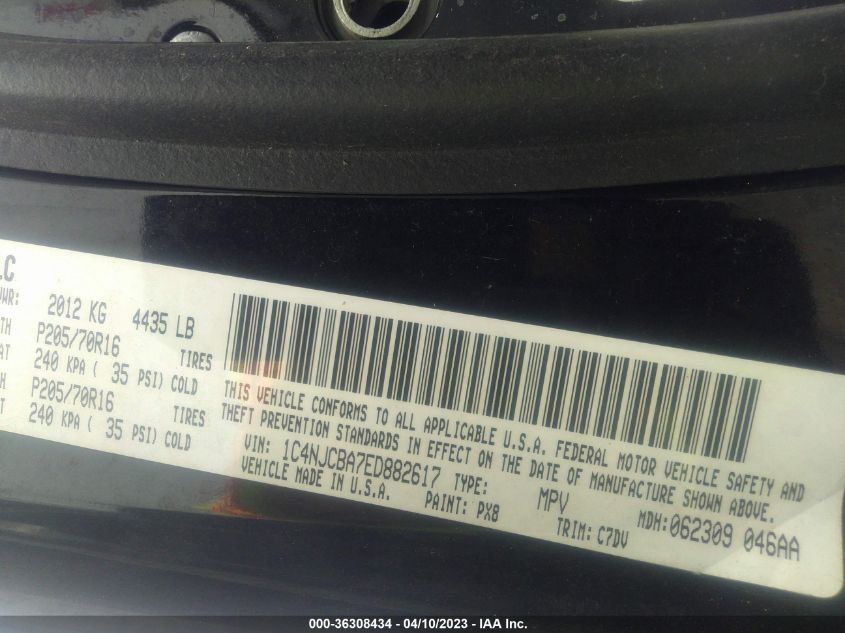 LC
2012 KG 4435 LB
P205/70R16 TIRES
240 KPA ( 35 PSI) COLD
P205/70R16 TIRES
240 KPA ( 35 PSI) COLD
THIS VEHICLE CONFORMS TO ALL APPLICABLE U.S.A. FEDERAL MOTOR VEHICLE SAFETY AND
THEFT PREVENTION STANDARDS IN EFFECT ON THE DATE OF MANUFACTURE SHOWN ABOVE.
VIN: 1C4NJCBA7ED882617 TYPE: MPV MDH:062309 046AA
VEHICLE MADE IN U.S.A. PAINT: PX8 TRIM: C7DV
000-36308434 - 04/10/2023 - IAA Inc.